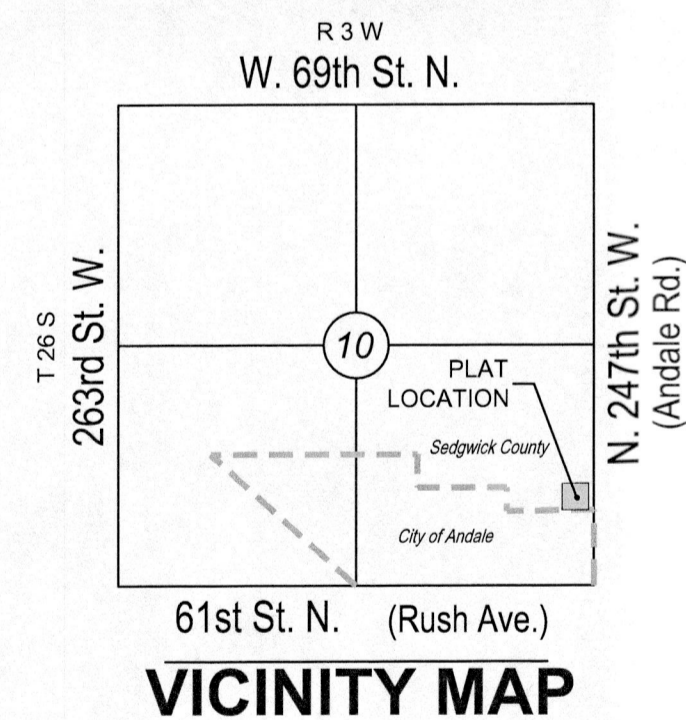 R 3 W
W. 69th St. N.
T 26 S
263rd St. W.
N. 247th St. W.
(Andale Rd.)
10
PLAT
LOCATION
Sedgwick County
City of Andale
61st St. N. (Rush Ave.)
VICINITY MAP